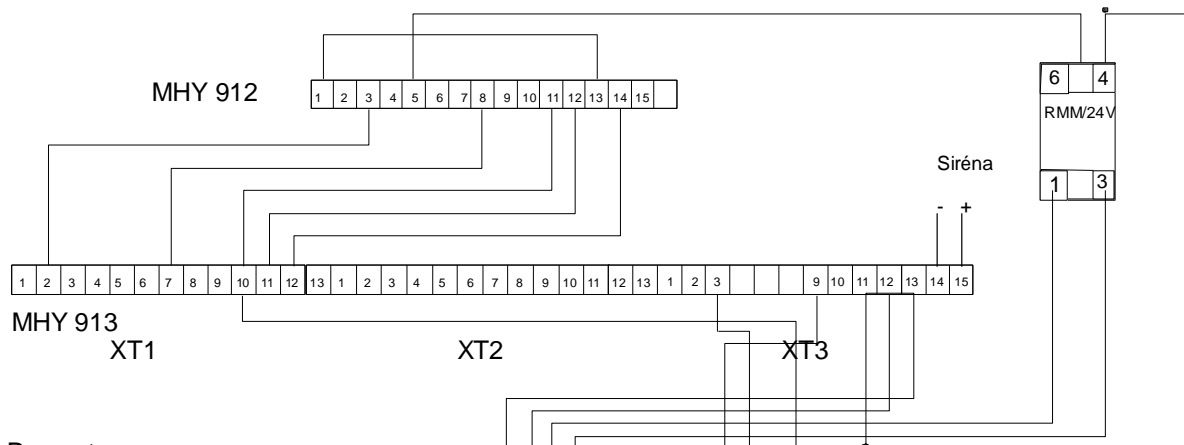 6 4
MHY 912
1 2 3 4 5 6 7 8 9 10 11 12 13 14 15
RMM/24V
Siréna
1 3
- +
1 2 3 4 5 6 7 8 9 10 11 12 13 1 2 3 4 5 6 7 8 9 10 11 12 13 1 2 3 9 10 11 12 13 14 15
MHY 913
XT1 XT2 XT3